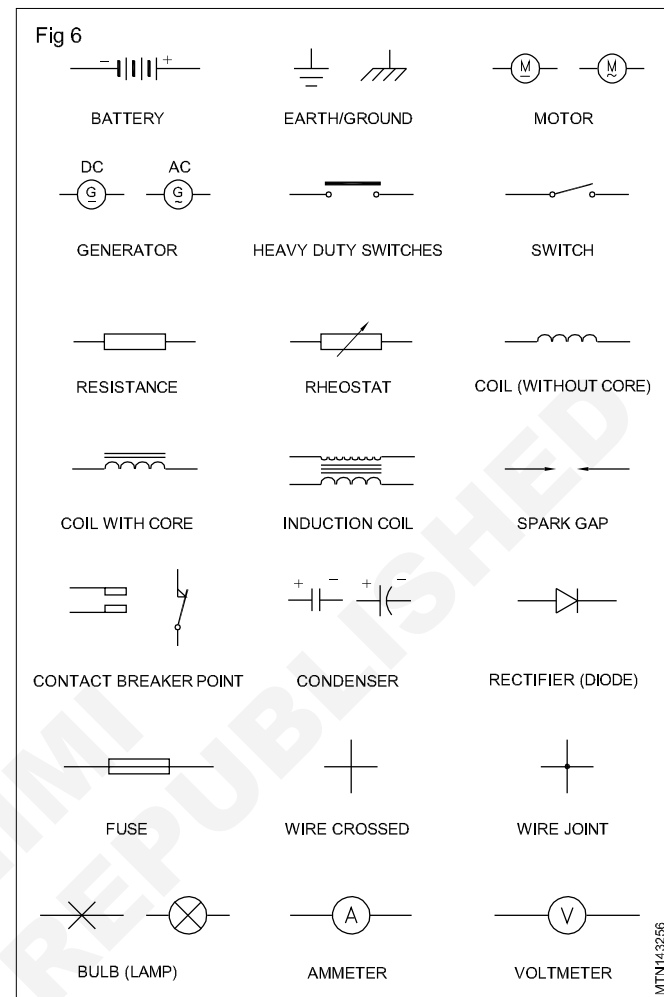 Fig 6
− +
BATTERY
EARTH/GROUND
M M
MOTOR
DC AC
G G
GENERATOR
HEAVY DUTY SWITCHES
SWITCH
RESISTANCE
RHEOSTAT
COIL (WITHOUT CORE)
COIL WITH CORE
INDUCTION COIL
SPARK GAP
CONTACT BREAKER POINT
+ − + −
CONDENSER
RECTIFIER (DIODE)
FUSE
WIRE CROSSED
WIRE JOINT
BULB (LAMP)
A
AMMETER
V
VOLTMETER
MTN143256
REPUBLISHED